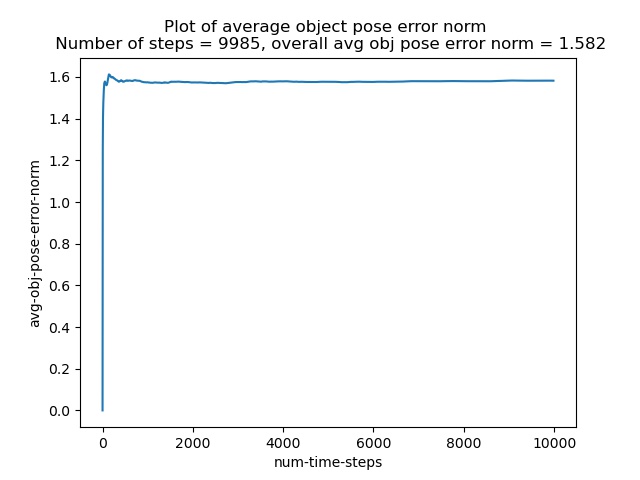 Plot of average object pose error norm
Number of steps = 9985, overall avg obj pose error norm = 1.582
1.6
1.4
1.2
1.0
0.8
0.6
0.4
0.2
0.0
avg-obj-pose-error-norm
0 2000 4000 6000 8000 10000
num-time-steps